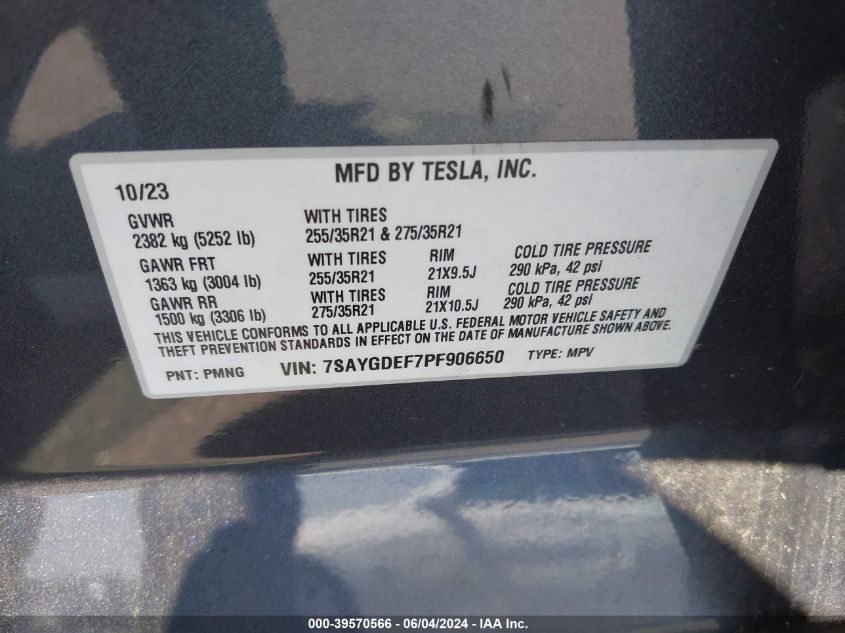 MFD BY TESLA, INC.
10/23
GVWR WITH TIRES
2382 kg (5252 lb) 255/35R21 & 275/35R21
GAWR FRT WITH TIRES RIM COLD TIRE PRESSURE
1363 kg (3004 lb) 255/35R21 21X9.5J 290 kPa, 42 psi
GAWR RR WITH TIRES RIM COLD TIRE PRESSURE
1500 kg (3306 lb) 275/35R21 21X10.5J 290 kPa, 42 psi
THIS VEHICLE CONFORMS TO ALL APPLICABLE U.S. FEDERAL MOTOR VEHICLE SAFETY AND
THEFT PREVENTION STANDARDS IN EFFECT ON THE DATE OF MANUFACTURE SHOWN ABOVE.
PNT: PMNG VIN: 7SAYGDEF7PF906650 TYPE: MPV
000-39570566 - 06/04/2024 - IAA Inc.